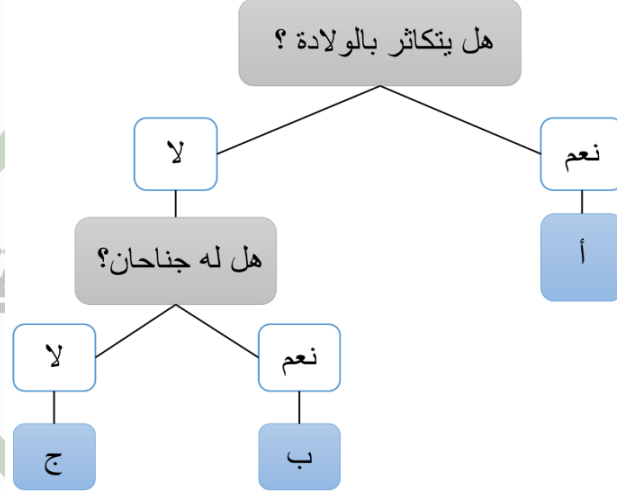 هل يتكاثر بالولادة ؟
نعم
لا
أ
هل له جناحان؟
نعم
لا
ب
ج